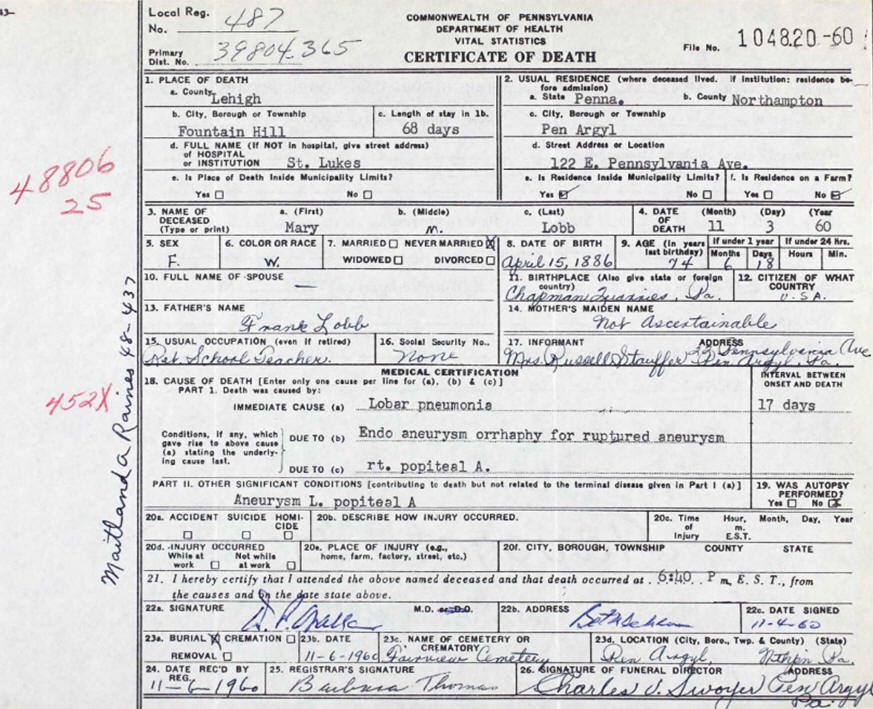 Local Reg. No. 487
COMMONWEALTH OF PENNSYLVANIA
DEPARTMENT OF HEALTH
VITAL STATISTICS
Primary Dist. No. 39804-365
CERTIFICATE OF DEATH
File No. 104820-60
1. PLACE OF DEATH
a. County Lehigh
b. City, Borough or Township Fountain Hill
c. Length of stay in 1b. 68 days
d. FULL NAME (If NOT in hospital, give street address) of HOSPITAL or INSTITUTION St. Lukes
e. Is Place of Death Inside Municipality Limits?
Yes No
2. USUAL RESIDENCE (where deceased lived. If institution: residence before admission)
a. State Penna. b. County Northampton
c. City, Borough or Township
Pen Argyl
d. Street Address or Location
122 E. Pennsylvania Ave.
e. Is Residence Inside Municipality Limits? f. Is Residence on a Farm?
Yes No Yes No
48806
25
3. NAME OF DECEASED (Type or print)
a. (First) Mary b. (Middle) M. c. (Last) Lobb
4. DATE OF DEATH (Month) 11 (Day) 3 (Year) 60
5. SEX F.
6. COLOR OR RACE W.
7. MARRIED NEVER MARRIED WIDOWED DIVORCED
8. DATE OF BIRTH April 15, 1886
9. AGE (In years last birthday) 74 If under 1 year Months 6 Days 18 If under 24 Hrs. Hours Min.
10. FULL NAME OF SPOUSE —
11. BIRTHPLACE (Also give state or foreign country) Chapman Quarries, Pa.
12. CITIZEN OF WHAT COUNTRY U.S.A.
13. FATHER'S NAME
Frank Lobb
14. MOTHER'S MAIDEN NAME
Not Ascertainable
15. USUAL OCCUPATION (even if retired) Ret. School Teacher.
16. Social Security No.. None
17. INFORMANT Mrs. Russell Stauffer ADDRESS Pennsylvania Ave Pen Argyl, Pa.
Maitland A Raines 48-437
452X
MEDICAL CERTIFICATION
18. CAUSE OF DEATH [Enter only one cause per line for (a), (b) & (c)]
INTERVAL BETWEEN ONSET AND DEATH
PART I. Death was caused by:
IMMEDIATE CAUSE (a) Lobar pneumonia 17 days
Conditions, if any, which gave rise to above cause (a) stating the underlying cause last.
DUE TO (b) Endo aneurysm orrhaphy for ruptured aneurysm
DUE TO (c) rt. popiteal A.
PART II. OTHER SIGNIFICANT CONDITIONS [contributing to death but not related to the terminal disease given in Part I (a)]
Aneurysm L. popiteal A
19. WAS AUTOPSY PERFORMED? Yes No
20a. ACCIDENT SUICIDE HOMICIDE
20b. DESCRIBE HOW INJURY OCCURRED.
20c. Time of Injury Hour, Month, Day, Year m. E.S.T.
20d. INJURY OCCURRED While at work Not while at work
20e. PLACE OF INJURY (e.g., home, farm, factory, street, etc.)
20f. CITY, BOROUGH, TOWNSHIP COUNTY STATE
21. I hereby certify that I attended the above named deceased and that death occurred at 6:40 P m, E. S. T., from
the causes and on the date state above.
22a. SIGNATURE M.D. or D.O.
22b. ADDRESS Bethlehem
22c. DATE SIGNED 11-4-60
23a. BURIAL CREMATION REMOVAL
23b. DATE 11-6-1960
23c. NAME OF CEMETERY OR CREMATORY Fairview Cemetery
23d. LOCATION (City, Boro., Twp. & County) (State) Pen Argyl, Nthpn Pa.
24. DATE REC'D BY REG. 11-6-1960
25. REGISTRAR'S SIGNATURE Barbara Thomas
26. SIGNATURE OF FUNERAL DIRECTOR Charles V. Swoyer ADDRESS Pen Argyl Pa.